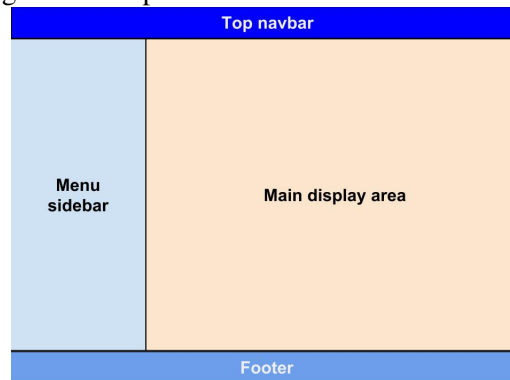 Top navbar
Menu
sidebar
Main display area
Footer